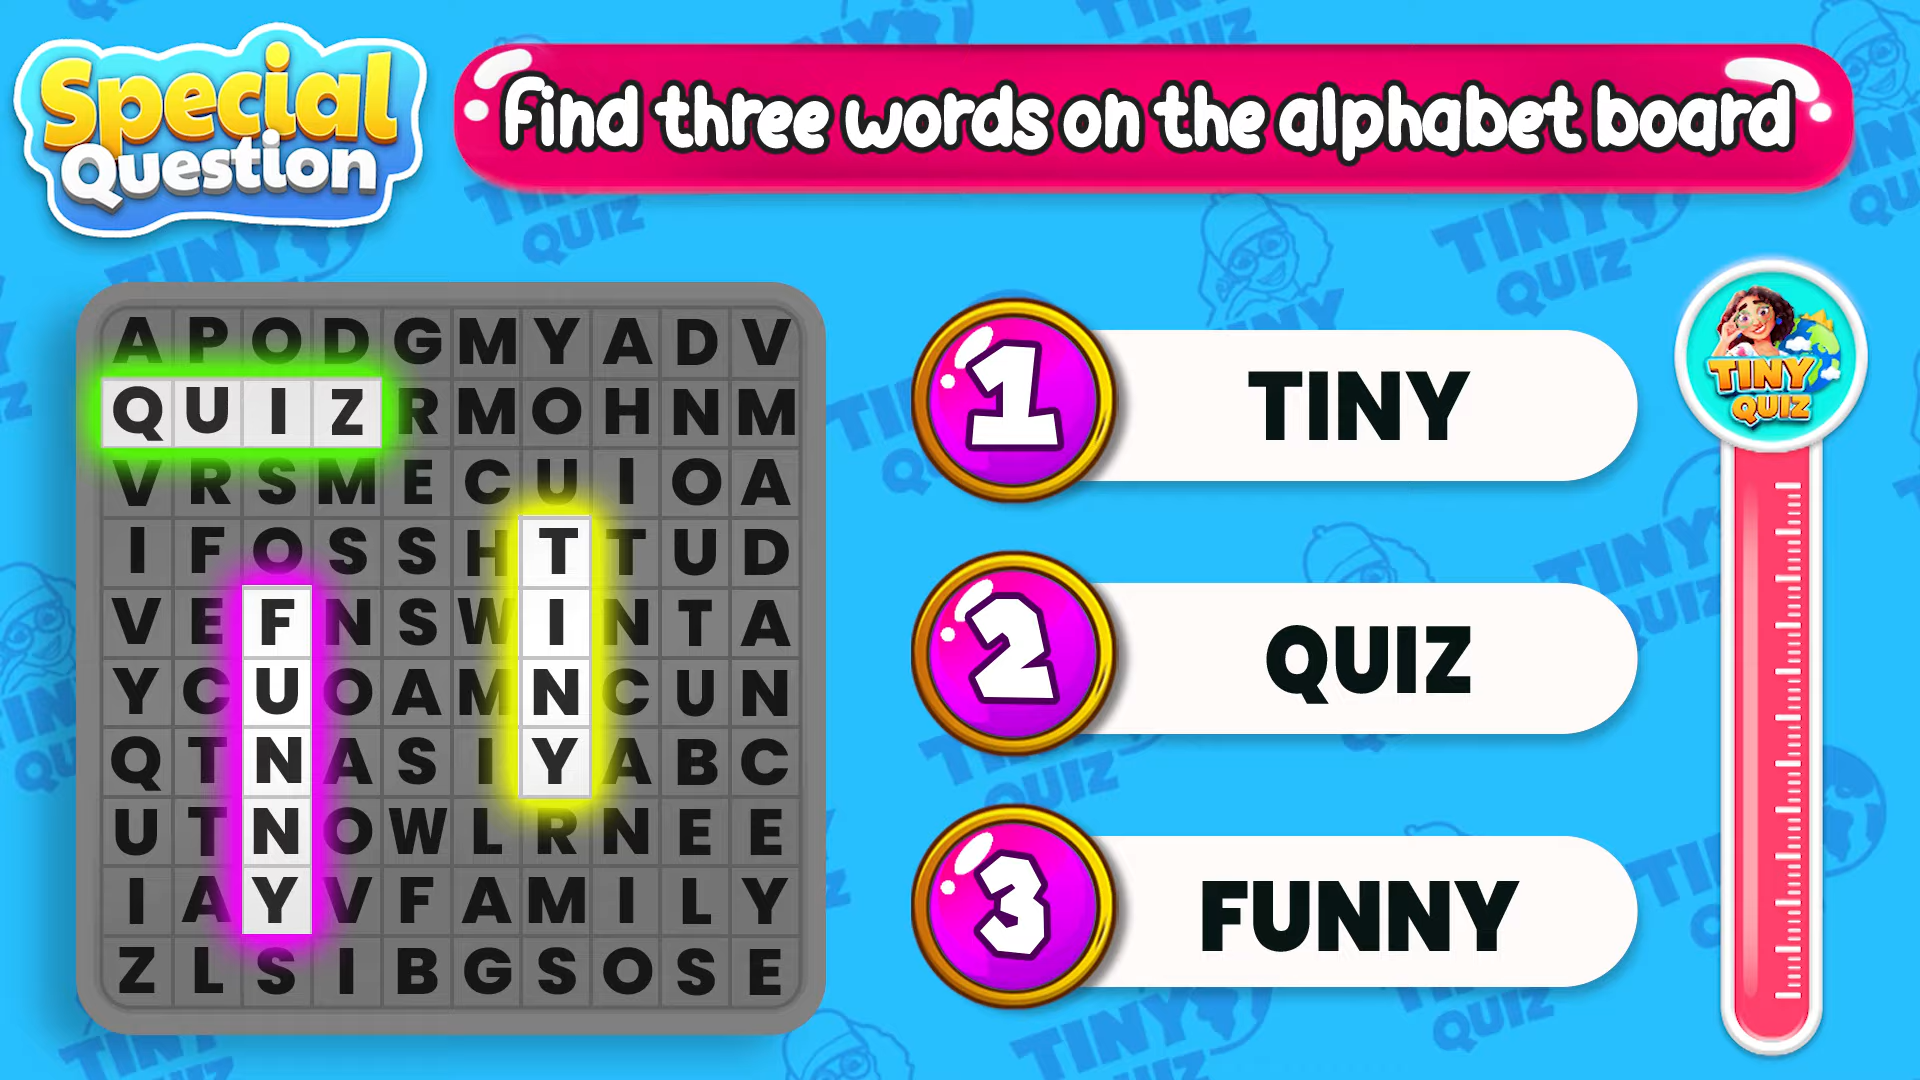 Special
Question
Find three words on the alphabet board
A P O D G M Y A D V
Q U I Z R M O H N M
V R S M E C U I O A
I F O S S H T T U D
V E F N S W I N T A
Y C U O A M N C U N
Q T N A S I Y A B C
U T N O W L R N E E
I A Y V F A M I L Y
Z L S I B G S O S E
1 TINY
2 QUIZ
3 FUNNY
TINY
QUIZ